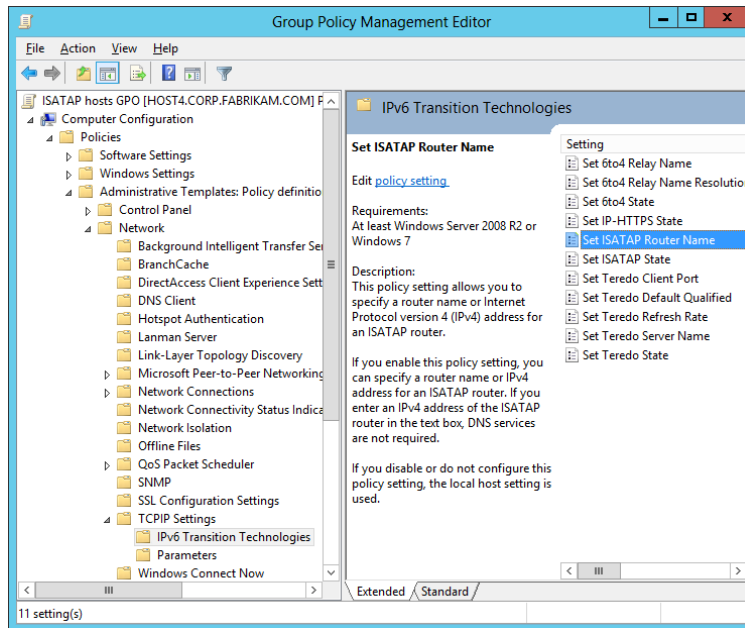 Group Policy Management Editor
File Action View Help
ISATAP hosts GPO [HOST4.CORP.FABRIKAM.COM] P
Computer Configuration
Policies
Software Settings
Windows Settings
Administrative Templates: Policy definitio
Control Panel
Network
Background Intelligent Transfer Ser
BranchCache
DirectAccess Client Experience Sett
DNS Client
Hotspot Authentication
Lanman Server
Link-Layer Topology Discovery
Microsoft Peer-to-Peer Networking
Network Connections
Network Connectivity Status Indica
Network Isolation
Offline Files
QoS Packet Scheduler
SNMP
SSL Configuration Settings
TCPIP Settings
IPv6 Transition Technologies
Parameters
Windows Connect Now
IPv6 Transition Technologies
Set ISATAP Router Name
Edit policy setting
Requirements:
At least Windows Server 2008 R2 or
Windows 7
Description:
This policy setting allows you to
specify a router name or Internet
Protocol version 4 (IPv4) address for
an ISATAP router.
If you enable this policy setting, you
can specify a router name or IPv4
address for an ISATAP router. If you
enter an IPv4 address of the ISATAP
router in the text box, DNS services
are not required.
If you disable or do not configure this
policy setting, the local host setting is
used.
Setting
Set 6to4 Relay Name
Set 6to4 Relay Name Resolution
Set 6to4 State
Set IP-HTTPS State
Set ISATAP Router Name
Set ISATAP State
Set Teredo Client Port
Set Teredo Default Qualified
Set Teredo Refresh Rate
Set Teredo Server Name
Set Teredo State
Extended Standard
11 setting(s)